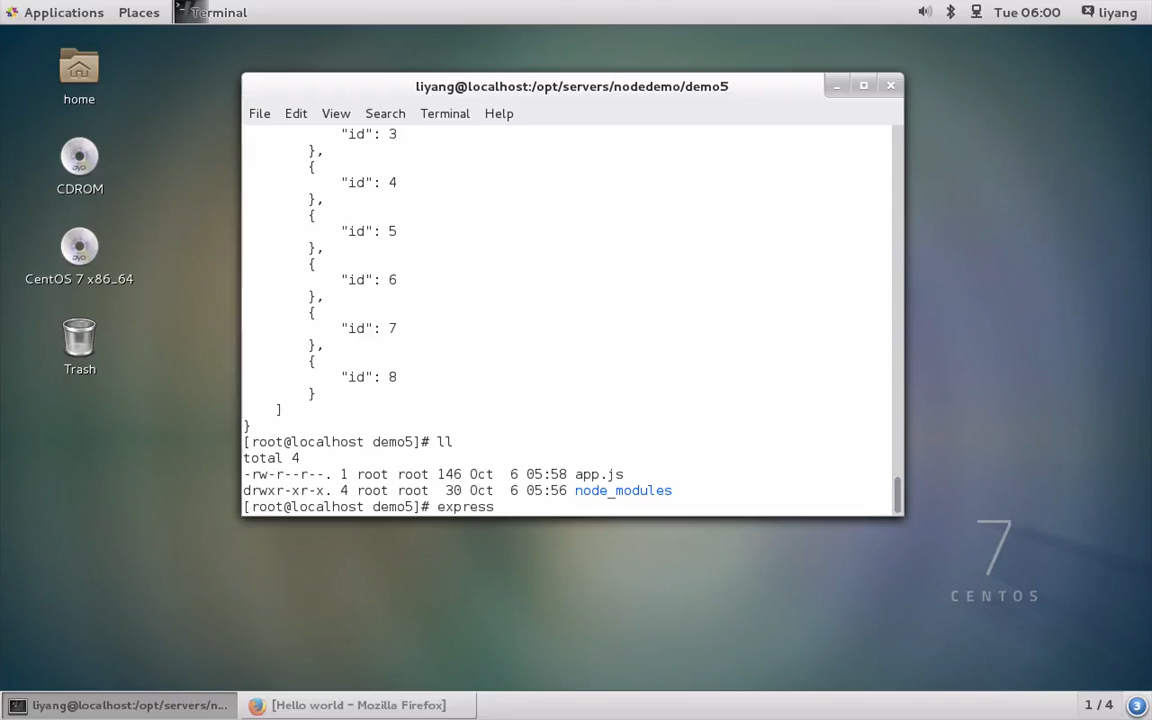 Applications Places Terminal Tue 06:00 liyang
home
CDROM
CentOS 7 x86_64
Trash
liyang@localhost:/opt/servers/nodedemo/demo5
File Edit View Search Terminal Help
"id": 3
},
{
"id": 4
},
{
"id": 5
},
{
"id": 6
},
{
"id": 7
},
{
"id": 8
}
]
}
[root@localhost demo5]# ll
total 4
-rw-r--r--. 1 root root 146 Oct  6 05:58 app.js
drwxr-xr-x. 4 root root  30 Oct  6 05:56 node_modules
[root@localhost demo5]# express
7
CENTOS
liyang@localhost:/opt/servers/n... [Hello world - Mozilla Firefox] 1 / 4 3